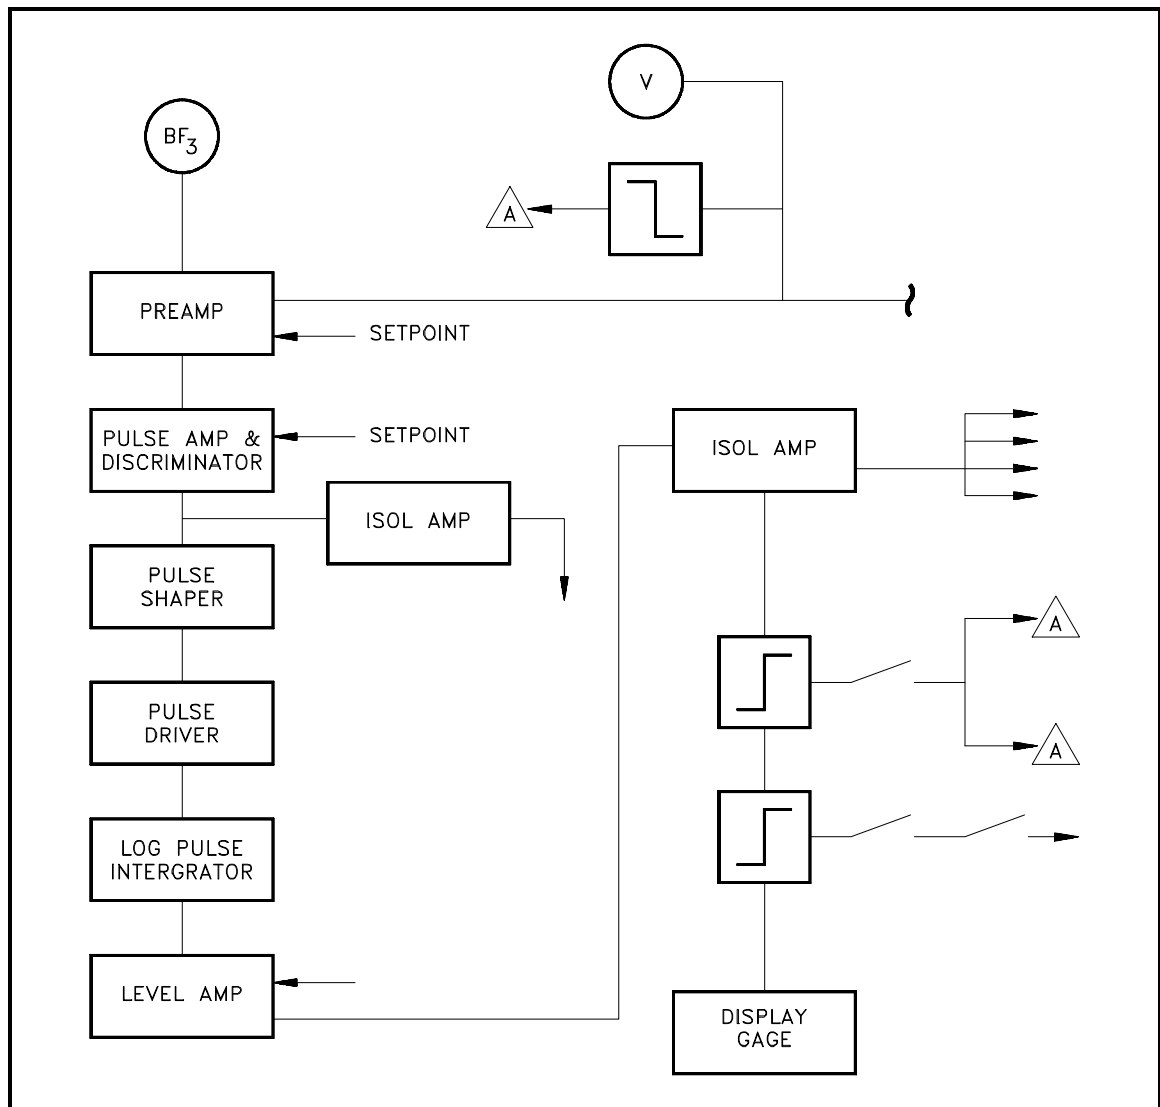 V
BF3
A
PREAMP
SETPOINT
PULSE AMP &
DISCRIMINATOR
SETPOINT
ISOL AMP
ISOL AMP
PULSE
SHAPER
A
PULSE
DRIVER
A
LOG PULSE
INTERGRATOR
LEVEL AMP
DISPLAY
GAGE